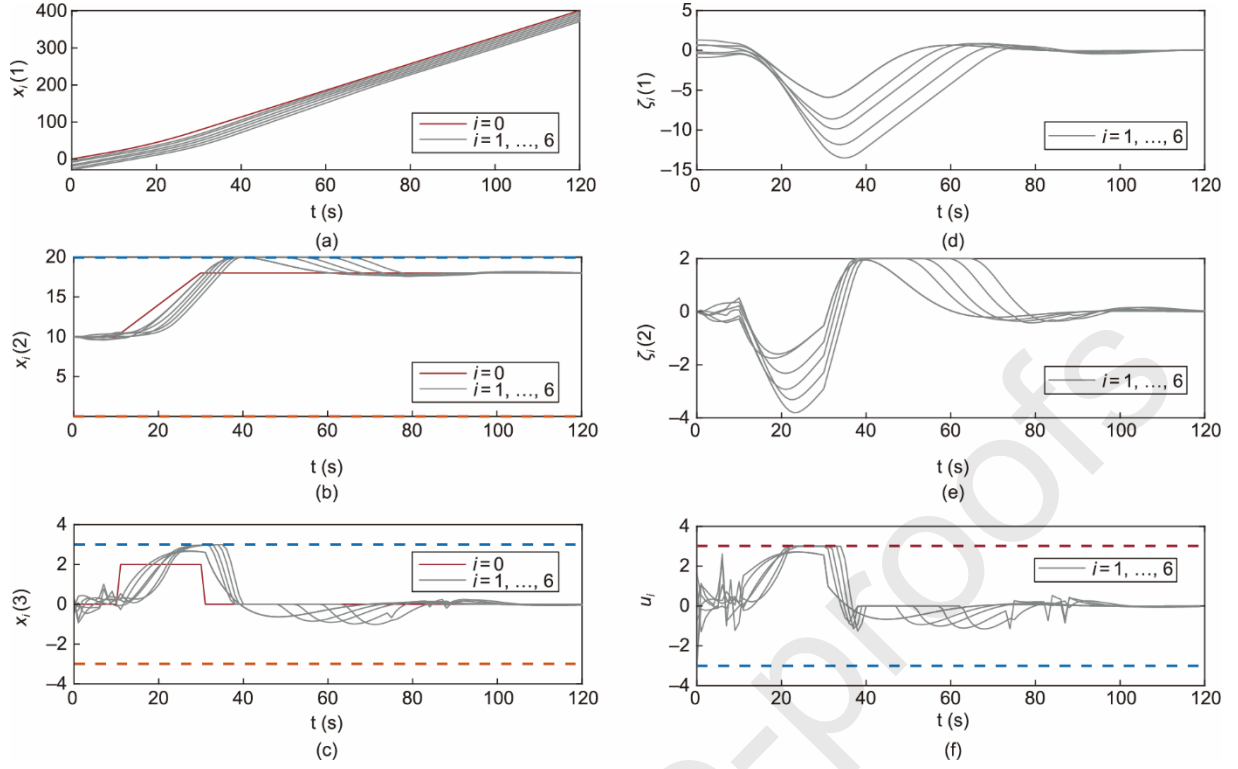 400
300
200
100
0
x_i(1)
0
20
40
60
80
100
120
i = 0
i = 1, …, 6
t (s)
(a)
20
15
10
5
x_i(2)
0
20
40
60
80
100
120
i = 0
i = 1, …, 6
t (s)
(b)
4
2
0
−2
−4
x_i(3)
0
20
40
60
80
100
120
i = 0
i = 1, …, 6
t (s)
(c)
5
0
−5
−10
−15
ζ_i(1)
0
20
40
60
80
100
120
i = 1, …, 6
t (s)
(d)
2
0
−2
−4
ζ_i(2)
0
20
40
60
80
100
120
i = 1, …, 6
t (s)
(e)
4
2
0
−2
−4
u_i
0
20
40
60
80
100
120
i = 1, …, 6
t (s)
(f)
e-proofs